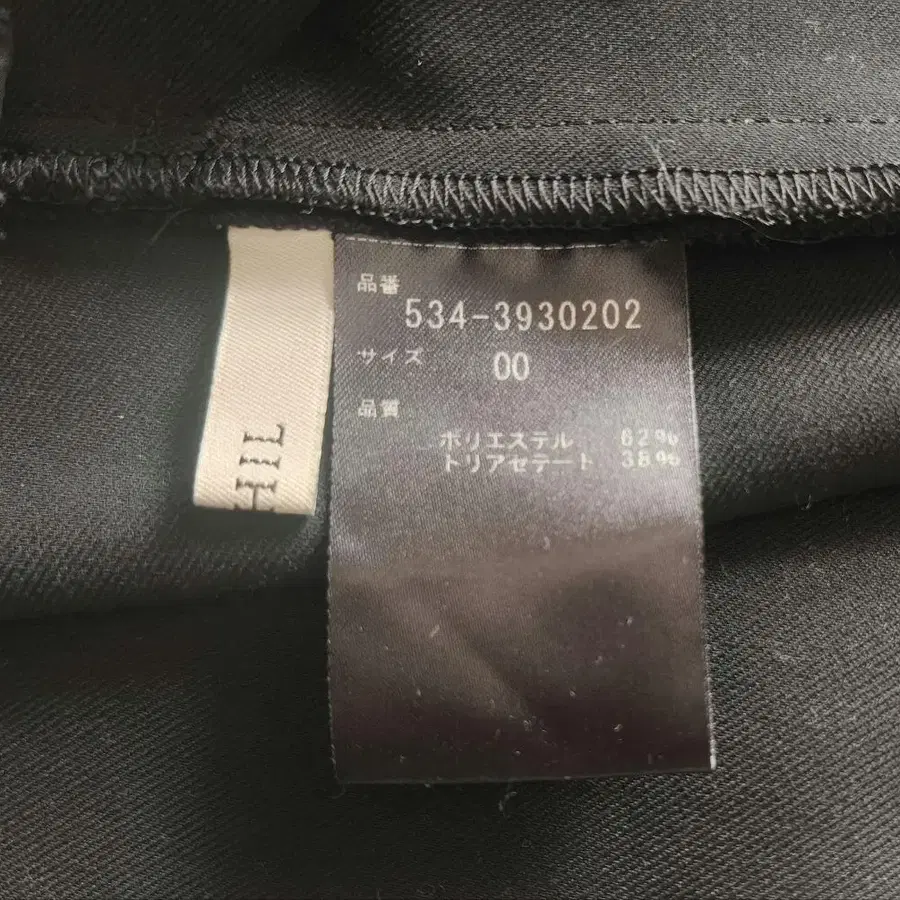 品番
534-3930202
サイズ 00
品質
ポリエステル 62%
トリアセテート 38%
HIL